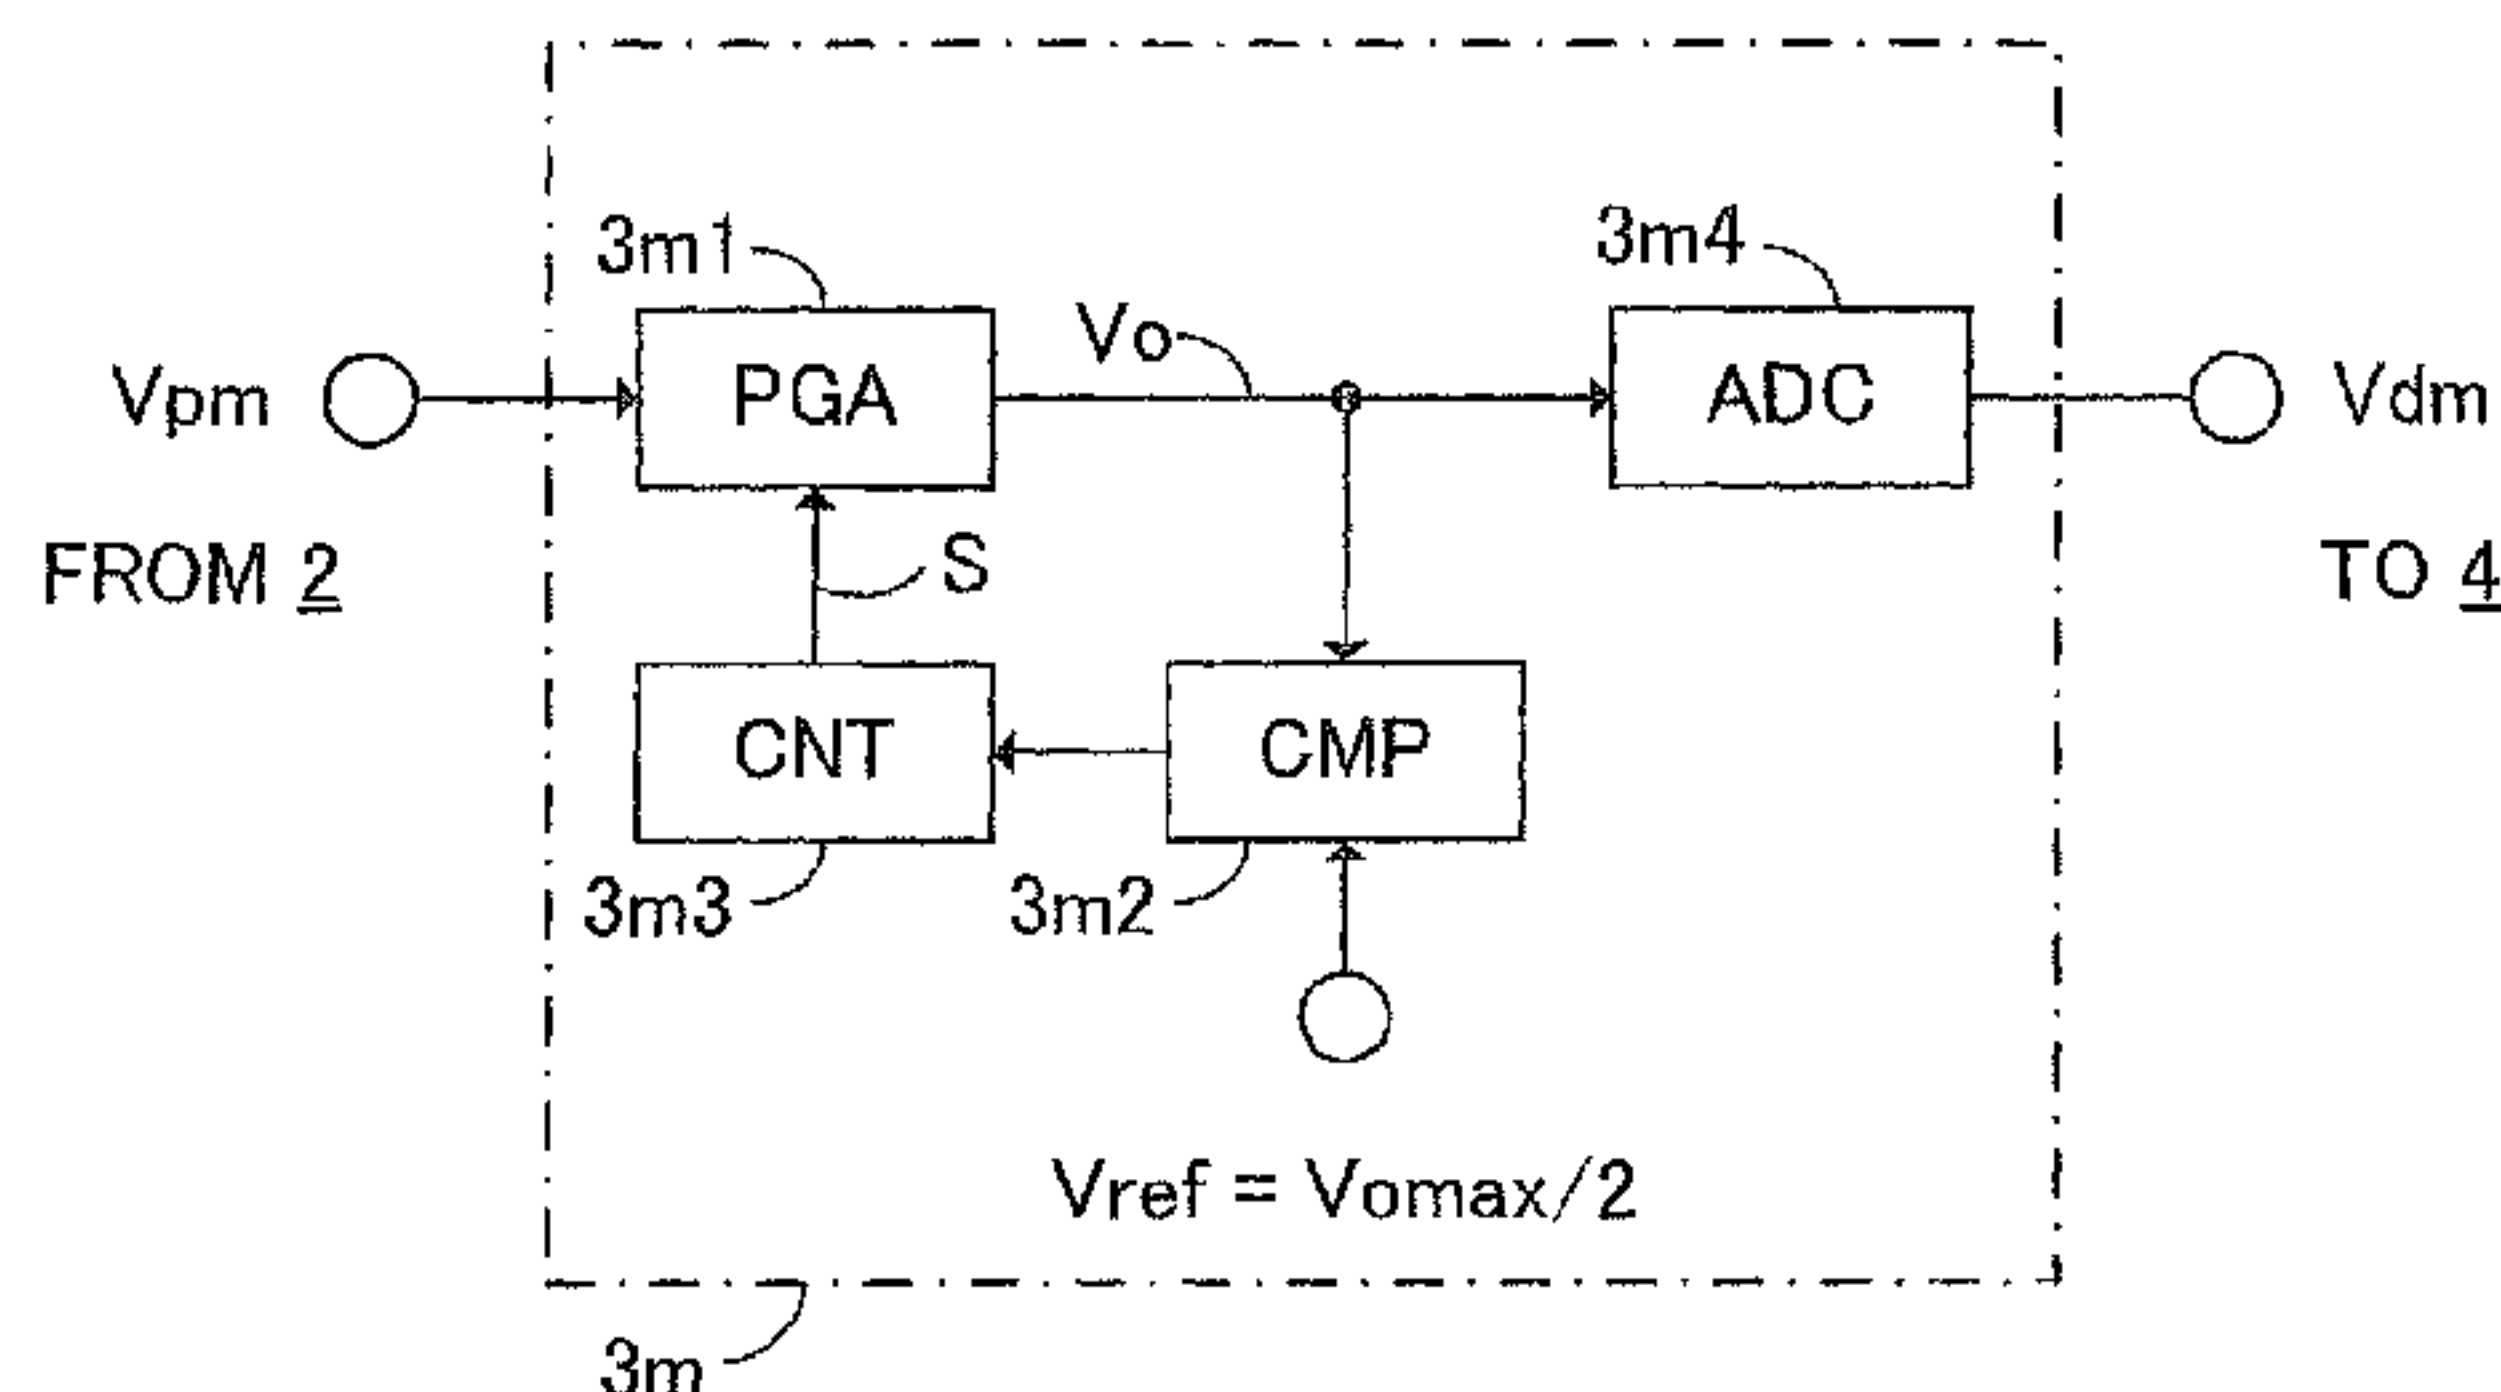 3m1
3m4
Vo
Vpm
PGA
ADC
Vdm
FROM 2
S
TO 4
CNT
CMP
3m3
3m2
Vref = Vomax/2
3m